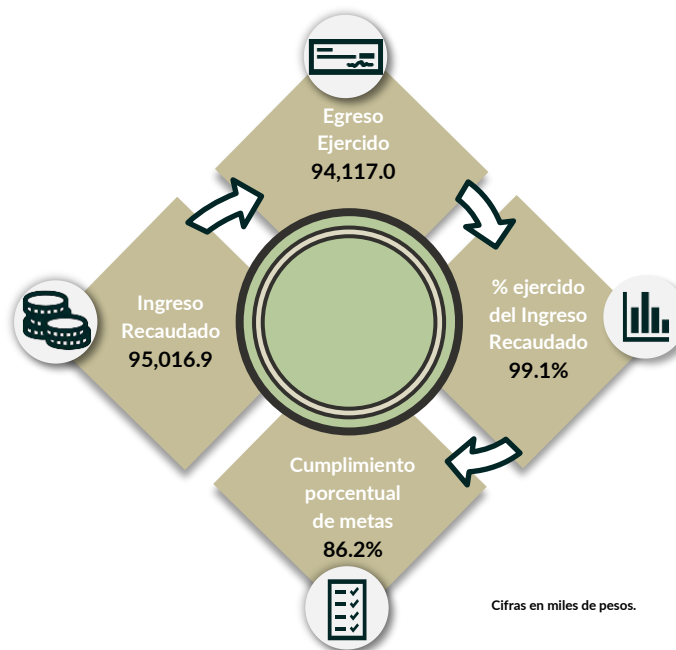 Egreso
Ejercido
94,117.0
Ingreso
Recaudado
95,016.9
% ejercido
del Ingreso
Recaudado
99.1%
Cumplimiento
porcentual
de metas
86.2%
Cifras en miles de pesos.